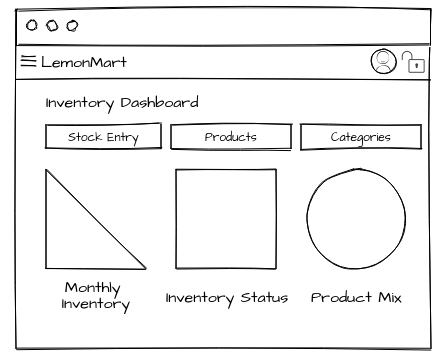 LemonMart
Inventory Dashboard
Stock Entry
Products
Categories
Monthly
Inventory
Inventory Status
Product Mix